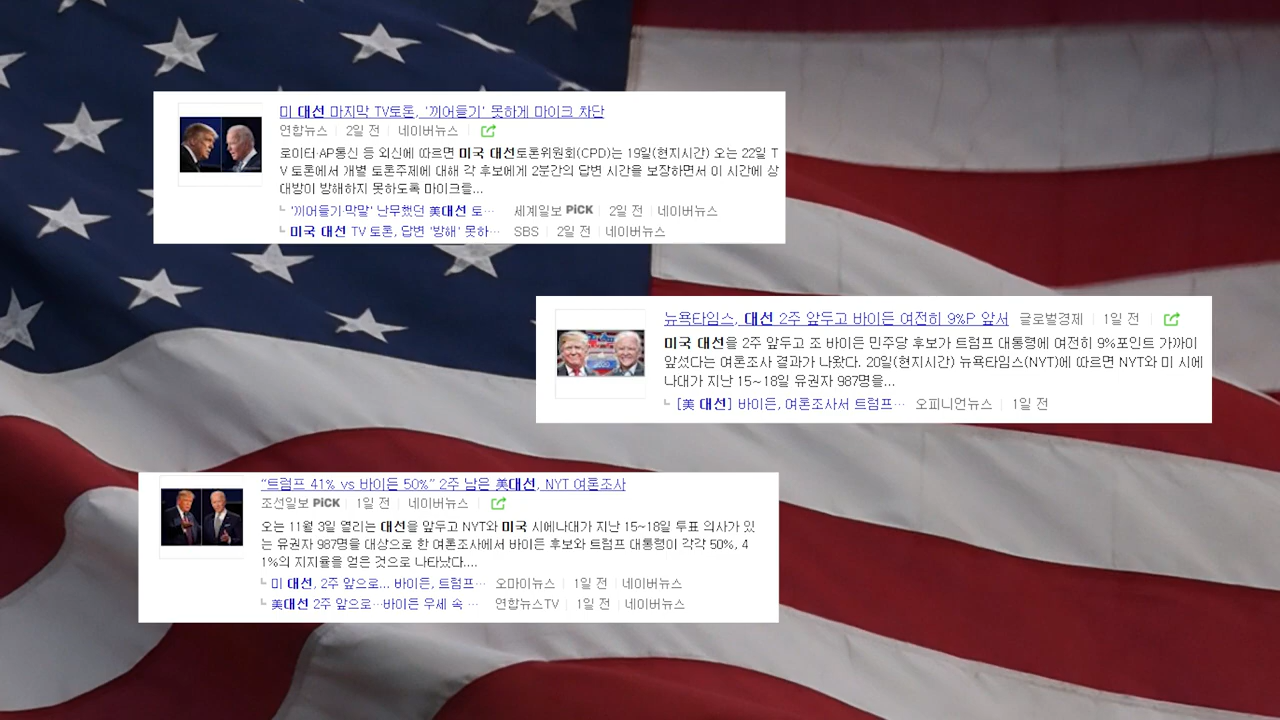 미 대선 마지막 TV토론, '끼어들기' 못하게 마이크 차단
연합뉴스 2일 전 네이버뉴스
로이터·AP통신 등 외신에 따르면 미국 대선토론위원회(CPD)는 19일(현지시간) 오는 22일 T
V 토론에서 개별 토론주제에 대해 각 후보에게 2분간의 답변 시간을 보장하면서 이 시간에 상
대방이 방해하지 못하도록 마이크를...
'끼어들기·막말' 난무했던 美대선 토… 세계일보 PiCK 2일 전 네이버뉴스
미국 대선 TV 토론, 답변 '방해' 못하… SBS 2일 전 네이버뉴스
뉴욕타임스, 대선 2주 앞두고 바이든 여전히 9%P 앞서 글로벌경제 1일 전
미국 대선을 2주 앞두고 조 바이든 민주당 후보가 트럼프 대통령에 여전히 9%포인트 가까이
앞섰다는 여론조사 결과가 나왔다. 20일(현지시간) 뉴욕타임스(NYT)에 따르면 NYT와 미 시에
나대가 지난 15~18일 유권자 987명을...
[美 대선] 바이든, 여론조사서 트럼프… 오피니언뉴스 1일 전
“트럼프 41% vs 바이든 50%” 2주 남은 美대선, NYT 여론조사
조선일보 PiCK 1일 전 네이버뉴스
오는 11월 3일 열리는 대선을 앞두고 NYT와 미국 시에나대가 지난 15~18일 투표 의사가 있
는 유권자 987명을 대상으로 한 여론조사에서 바이든 후보와 트럼프 대통령이 각각 50%, 4
1%의 지지율을 얻은 것으로 나타났다....
미 대선, 2주 앞으로... 바이든, 트럼프… 오마이뉴스 1일 전 네이버뉴스
美대선 2주 앞으로…바이든 우세 속 … 연합뉴스TV 1일 전 네이버뉴스